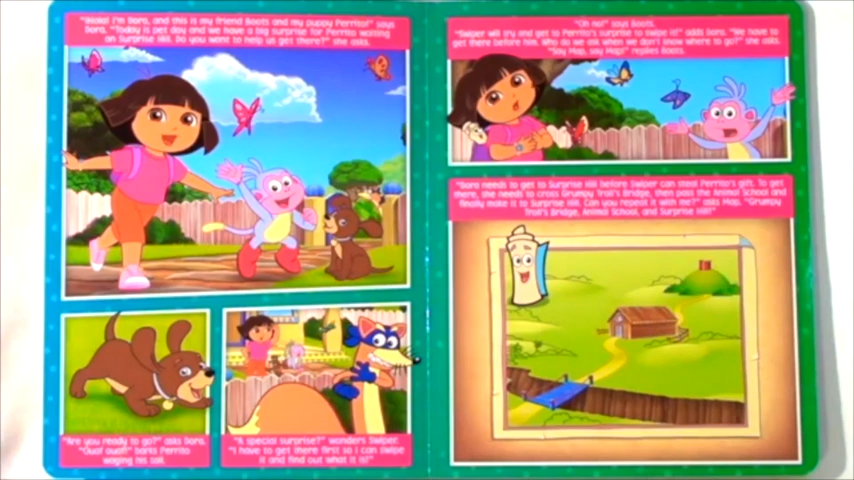 "¡Hola! I'm Dora, and this is my friend Boots and my puppy Perrito!" says
Dora. "Today is pet day and we have a big surprise for Perrito waiting
on Surprise Hill. Do you want to help us get there?" she asks.
"Are you ready to go?" asks Dora.
"Ouaf ouaf!" barks Perrito
waging his tail.
"A special surprise?" wonders Swiper.
"I have to get there first so I can swipe
it and find out what it is!"
"Oh no!" says Boots.
"Swiper will try and get to Perrito's surprise to swipe it!" adds Dora. "We have to
get there before him. Who do we ask when we don't know where to go?" she asks.
"Say Map, say Map!" replies Boots.
"Dora needs to get to Surprise Hill before Swiper can steal Perrito's gift. To get
there, she needs to cross Grumpy Troll's Bridge, then pass the Animal School and
finally make it to Surprise Hill. Can you repeat it with me?" asks Map. "Grumpy
Troll's Bridge, Animal School, and Surprise Hill!"